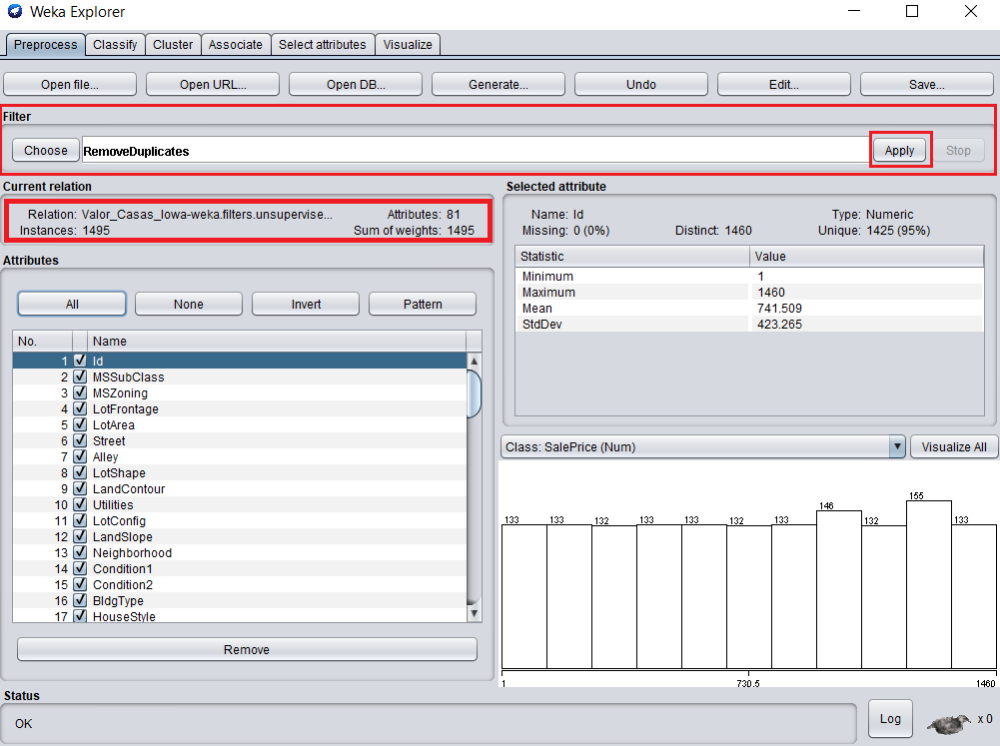 Weka Explorer
Preprocess Classify Cluster Associate Select attributes Visualize
Open file... Open URL... Open DB... Generate... Undo Edit... Save...
Filter
Choose RemoveDuplicates Apply Stop
Current relation
Relation: Valor_Casas_Iowa-weka.filters.unsupervise... Attributes: 81
Instances: 1495 Sum of weights: 1495
Attributes
All None Invert Pattern
No. Name
1 Id
2 MSSubClass
3 MSZoning
4 LotFrontage
5 LotArea
6 Street
7 Alley
8 LotShape
9 LandContour
10 Utilities
11 LotConfig
12 LandSlope
13 Neighborhood
14 Condition1
15 Condition2
16 BldgType
17 HouseStyle
Remove
Selected attribute
Name: Id Type: Numeric
Missing: 0 (0%) Distinct: 1460 Unique: 1425 (95%)
Statistic Value
Minimum 1
Maximum 1460
Mean 741.509
StdDev 423.265
Class: SalePrice (Num) Visualize All
133 133 132 133 133 132 133 146 132 155 133
1 730.5 1460
Status
OK Log x 0